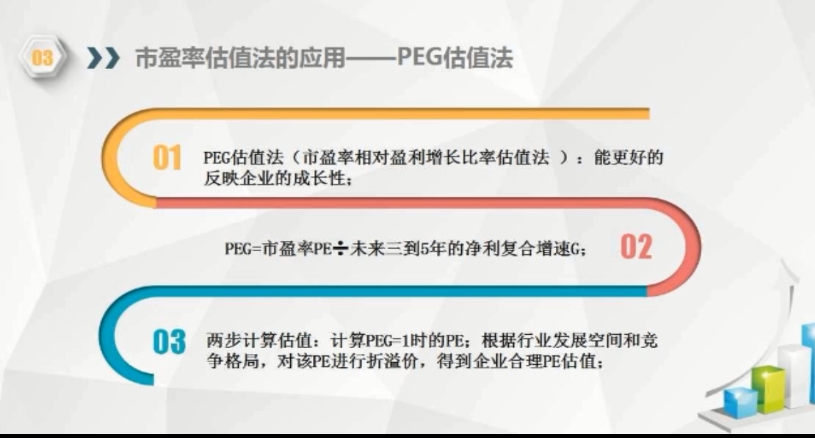 03
市盈率估值法的应用——PEG估值法
01
PEG估值法（市盈率相对盈利增长比率估值法 ）：能更好的
反映企业的成长性；
PEG=市盈率PE÷未来三到5年的净利复合增速G；
02
03
两步计算估值：计算PEG=1时的PE；根据行业发展空间和竞
争格局，对该PE进行折溢价，得到企业合理PE估值；